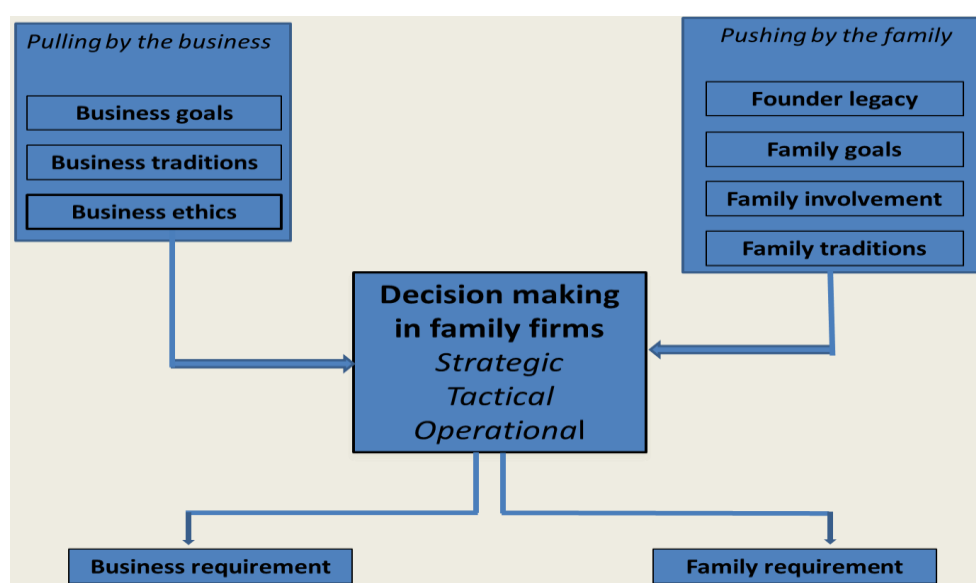 Pulling by the business
Business goals
Business traditions
Business ethics
Pushing by the family
Founder legacy
Family goals
Family involvement
Family traditions
Decision making
in family firms
Strategic
Tactical
Operational
Business requirement
Family requirement